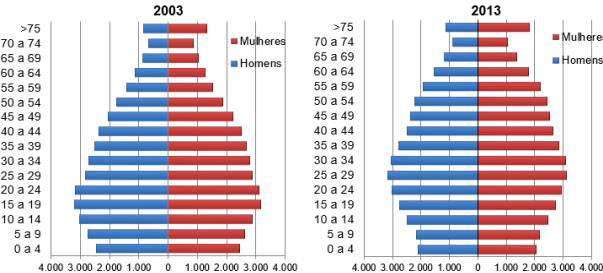 2003
>75
70 a 74
65 a 69
60 a 64
55 a 59
50 a 54
45 a 49
40 a 44
35 a 39
30 a 34
25 a 29
20 a 24
15 a 19
10 a 14
5 a 9
0 a 4
Mulheres
Homens
4.000 3.000 2.000 1.000 0 1.000 2.000 3.000 4.000
2013
>75
70 a 74
65 a 69
60 a 64
55 a 59
50 a 54
45 a 49
40 a 44
35 a 39
30 a 34
25 a 29
20 a 24
15 a 19
10 a 14
5 a 9
0 a 4
Mulheres
Homens
4.000 3.000 2.000 1.000 0 1.000 2.000 3.000 4.000